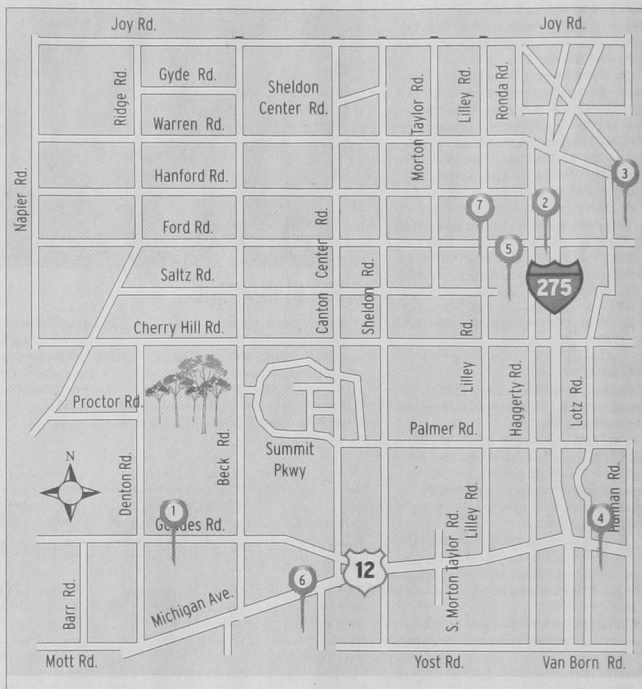 Joy Rd.
Joy Rd.
Gyde Rd.
Ridge Rd.
Sheldon
Center Rd.
Morton Taylor Rd.
Lilley Rd.
Ronda Rd.
Warren Rd.
Napier Rd.
Hanford Rd.
3
7
2
Ford Rd.
5
Canton Center Rd.
Sheldon Rd.
Saltz Rd.
275
Cherry Hill Rd.
Lilley Rd.
Haggerty Rd.
Lotz Rd.
Proctor Rd.
Palmer Rd.
Beck Rd.
Summit
Pkwy
N
Denton Rd.
Lilley Rd.
1
Geddes Rd.
4
S. Morton Taylor Rd.
12
6
Barr Rd.
Michigan Ave.
Mott Rd.
Yost Rd.
Van Born Rd.